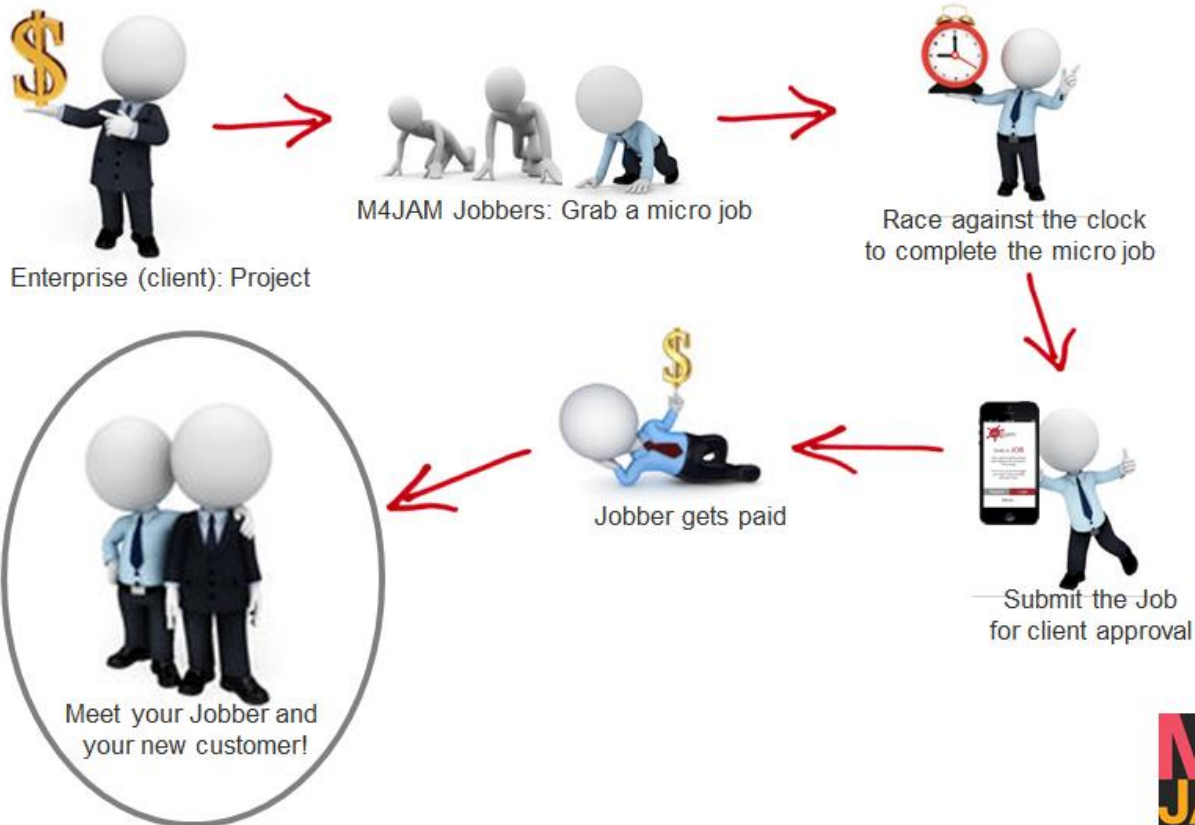 Enterprise (client): Project
M4JAM Jobbers: Grab a micro job
Race against the clock
to complete the micro job
Submit the Job
for client approval
Jobber gets paid
Meet your Jobber and
your new customer!